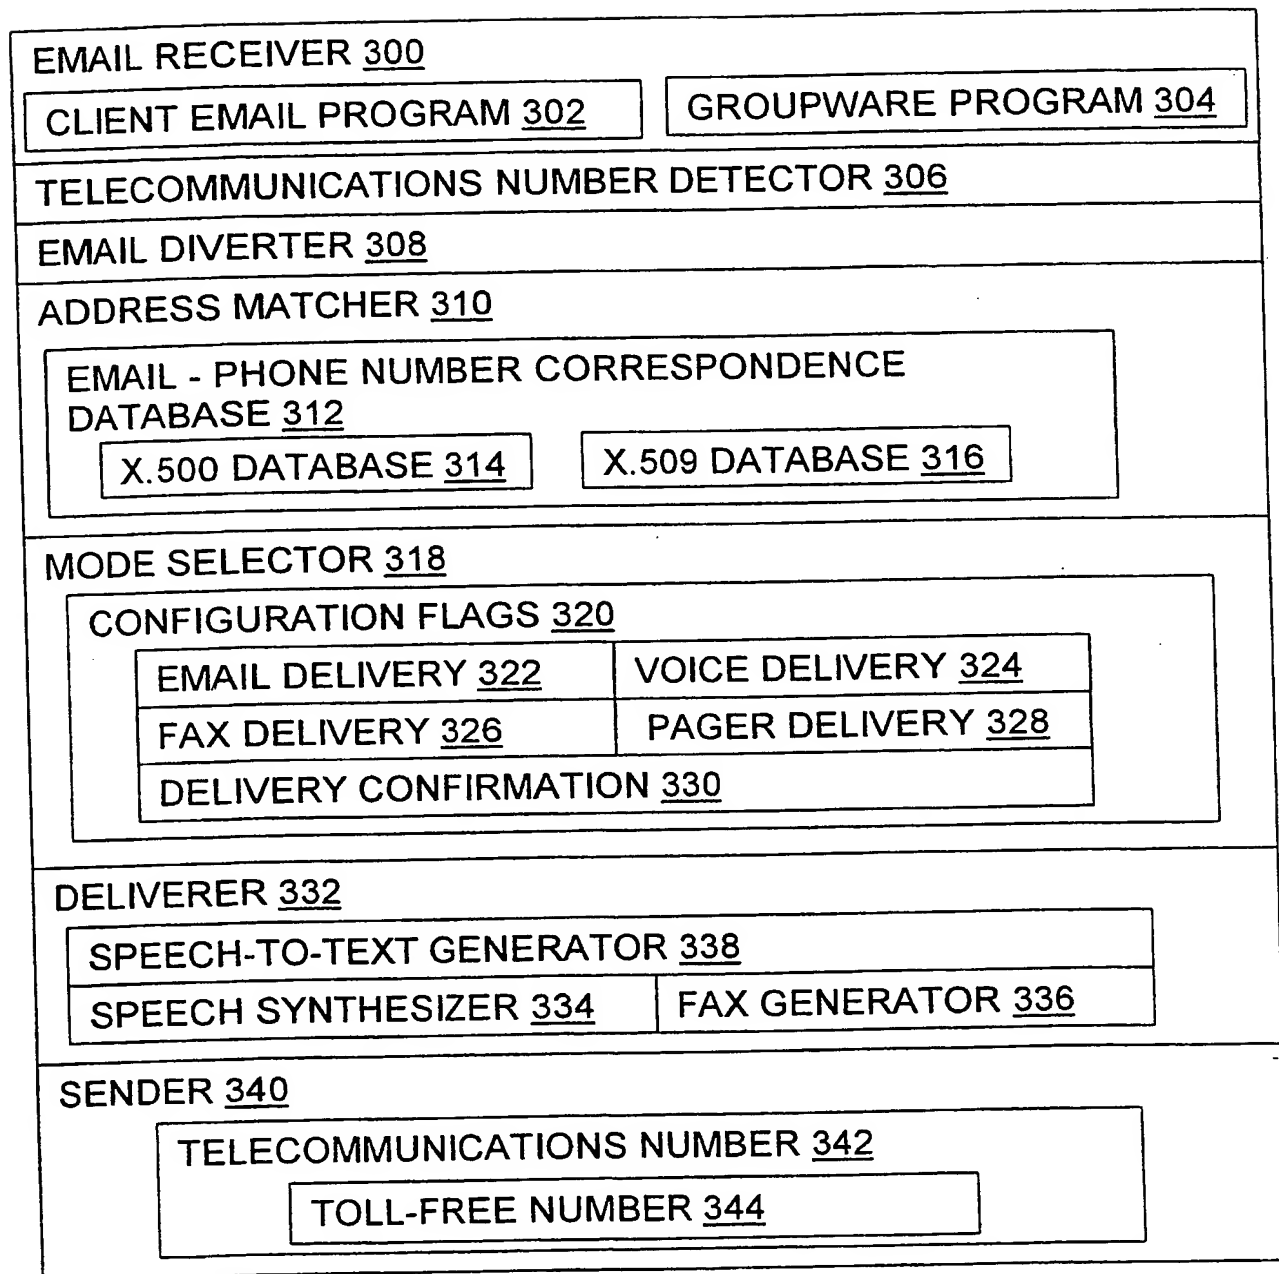 EMAIL RECEIVER 300
CLIENT EMAIL PROGRAM 302
GROUPWARE PROGRAM 304
TELECOMMUNICATIONS NUMBER DETECTOR 306
EMAIL DIVERTER 308
ADDRESS MATCHER 310
EMAIL - PHONE NUMBER CORRESPONDENCE
DATABASE 312
X.500 DATABASE 314
X.509 DATABASE 316
MODE SELECTOR 318
CONFIGURATION FLAGS 320
EMAIL DELIVERY 322
VOICE DELIVERY 324
FAX DELIVERY 326
PAGER DELIVERY 328
DELIVERY CONFIRMATION 330
DELIVERER 332
SPEECH-TO-TEXT GENERATOR 338
SPEECH SYNTHESIZER 334
FAX GENERATOR 336
SENDER 340
TELECOMMUNICATIONS NUMBER 342
TOLL-FREE NUMBER 344